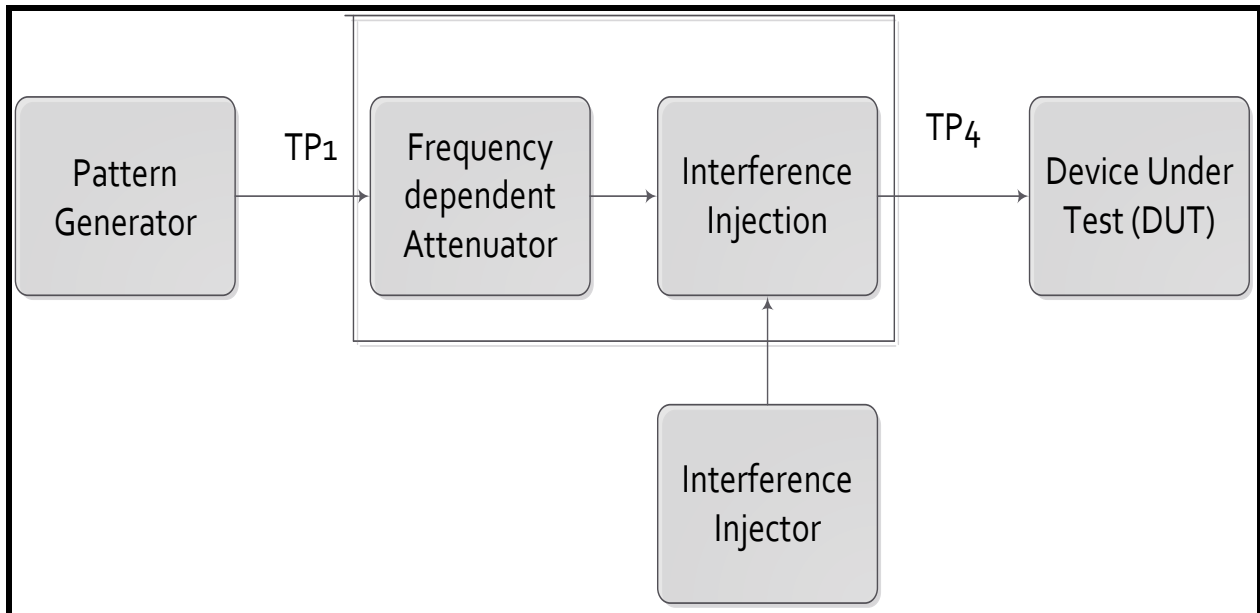 Pattern
Generator
TP1
Frequency
dependent
Attenuator
Interference
Injection
TP4
Device Under
Test (DUT)
Interference
Injector